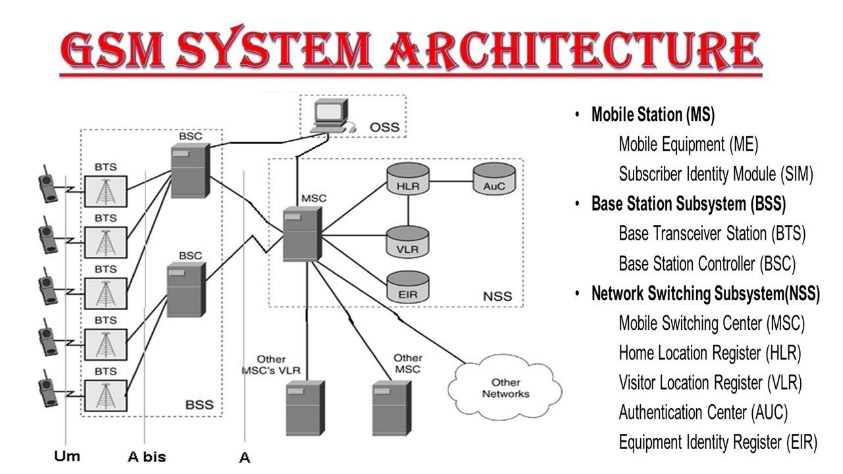 GSM SYSTEM ARCHITECTURE
OSS
BSC
BTS
BTS
BTS
BTS
BTS
BSC
BSS
MSC
HLR
AuC
VLR
EIR
NSS
Other
MSC's VLR
Other
MSC
Other
Networks
Um
A bis
A
• Mobile Station (MS)
Mobile Equipment (ME)
Subscriber Identity Module (SIM)
• Base Station Subsystem (BSS)
Base Transceiver Station (BTS)
Base Station Controller (BSC)
• Network Switching Subsystem(NSS)
Mobile Switching Center (MSC)
Home Location Register (HLR)
Visitor Location Register (VLR)
Authentication Center (AUC)
Equipment Identity Register (EIR)